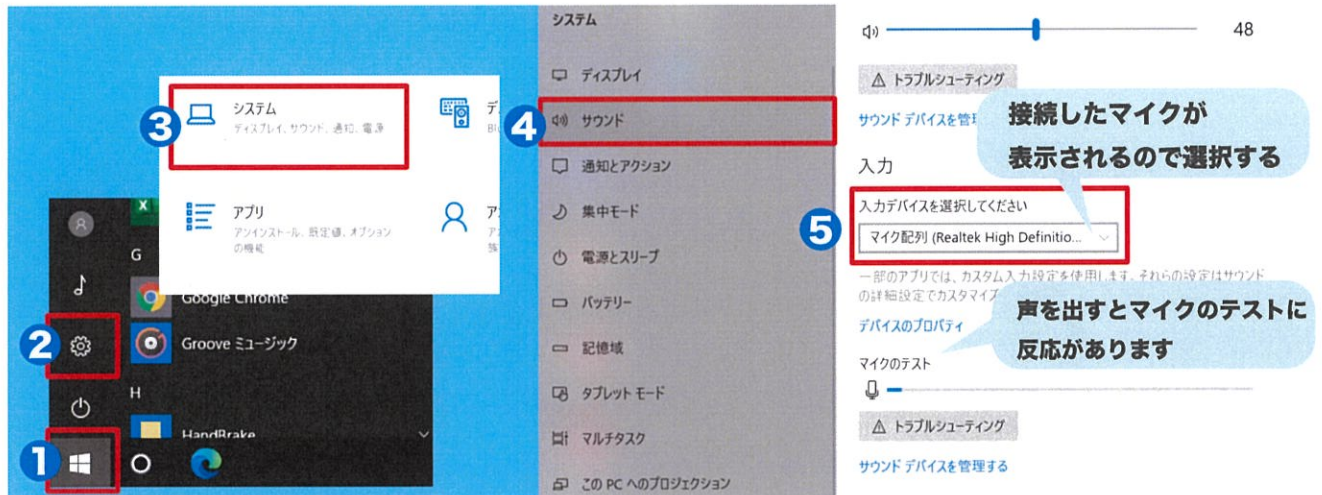 1
2
G
Google Chrome
Groove ミュージック
H
HandBrake
3
システム
ディスプレイ、サウンド、通知、電源
アプリ
アンインストール、既定値、オプション
の機能
システム
ディスプレイ
4
サウンド
通知とアクション
集中モード
電源とスリープ
バッテリー
記憶域
タブレット モード
マルチタスク
この PC へのプロジェクション
48
トラブルシューティング
サウンド デバイスを管理
接続したマイクが
表示されるので選択する
入力
5
入力デバイスを選択してください
マイク配列 (Realtek High Definitio...
一部のアプリでは、カスタム入力設定を使用します。それらの設定はサウンド
の詳細設定でカスタマイズ
デバイスのプロパティ
声を出すとマイクのテストに
反応があります
マイクのテスト
トラブルシューティング
サウンド デバイスを管理する